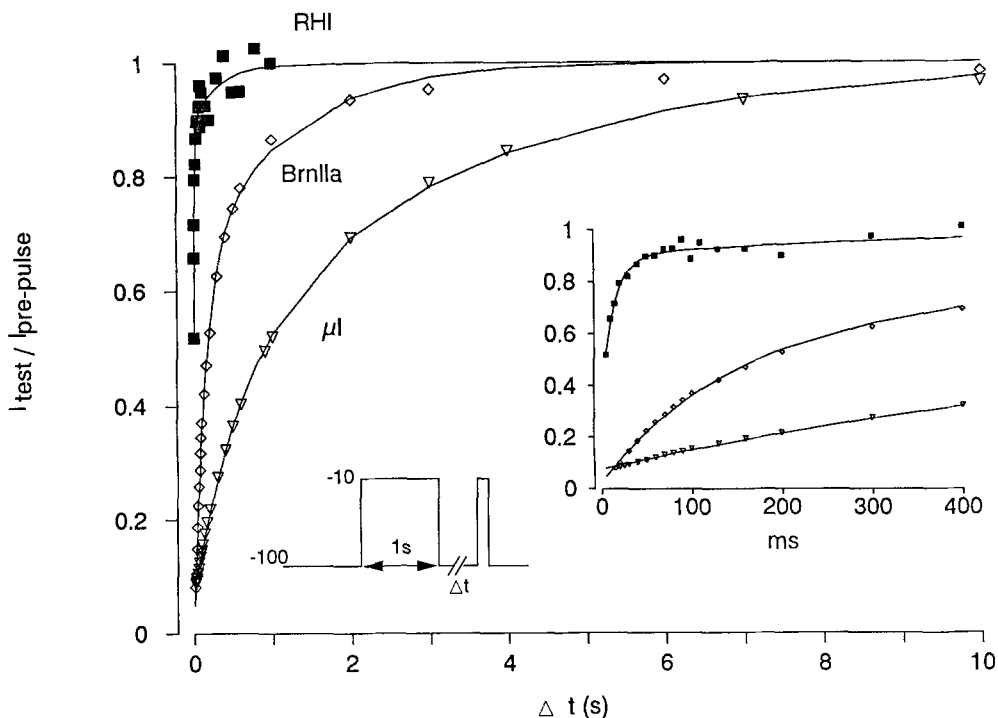 RHI
BrnIIa
µI
I test / I pre-pulse
1
0.8
0.6
0.4
0.2
0
-10
-100
1s
Δt
0 2 4 6 8 10
Δ t (s)
1
0.8
0.6
0.4
0.2
0
0 100 200 300 400
ms